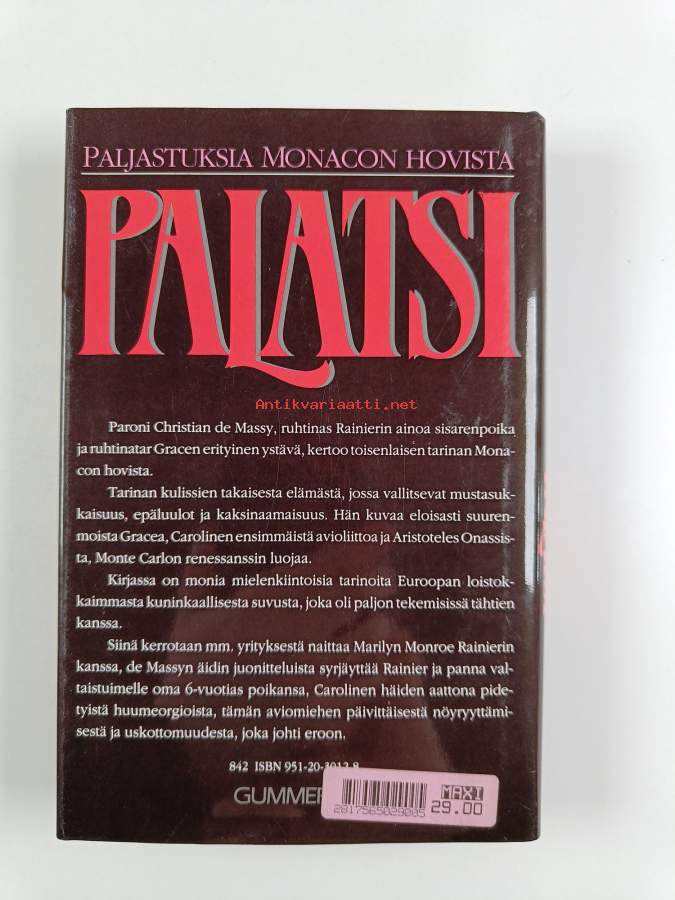 PALJASTUKSIA MONACON HOVISTA
PALATSI
Antikvariaatti.net
Paroni Christian de Massy, ruhtinas Rainierin ainoa sisarenpoika
ja ruhtinatar Gracen erityinen ystävä, kertoo toisenlaisen tarinan Mona-
con hovista.
Tarinan kulissien takaisesta elämästä, jossa vallitsevat mustasuk-
kaisuus, epäluulot ja kaksinaamaisuus. Hän kuvaa eloisasti suuren-
moista Gracea, Carolinen ensimmäistä avioliittoa ja Aristoteles Onassis-
ta, Monte Carlon renessanssin luojaa.
Kirjassa on monia mielenkiintoisia tarinoita Euroopan loistok-
kaimmasta kuninkaallisesta suvusta, joka oli paljon tekemisissä tähtien
kanssa.
Siinä kerrotaan mm. yrityksestä naittaa Marilyn Monroe Rainierin
kanssa, de Massyn äidin juonitteluista syrjäyttää Rainier ja panna val-
taistuimelle oma 6-vuotias poikansa, Carolinen häiden aattona pide-
tyistä huumeorgioista, tämän aviomiehen päivittäisestä nöyryyttämi-
sestä ja uskottomuudesta, joka johti eroon.
842 ISBN 951-20-3012-8
GUMMER
MAXI
2817565029005 29.00